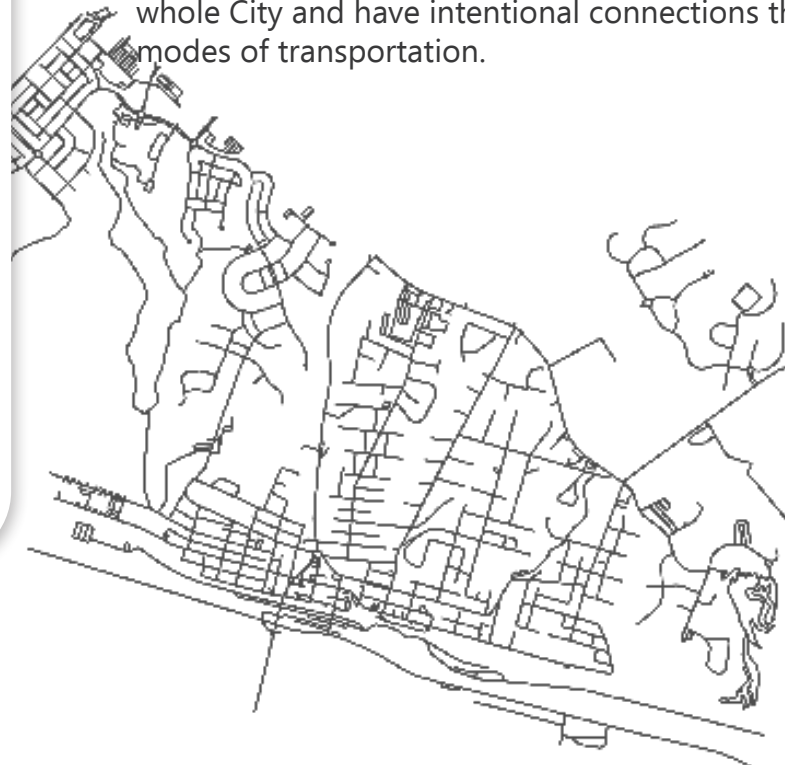 whole City and have intentional connections
modes of transportation.